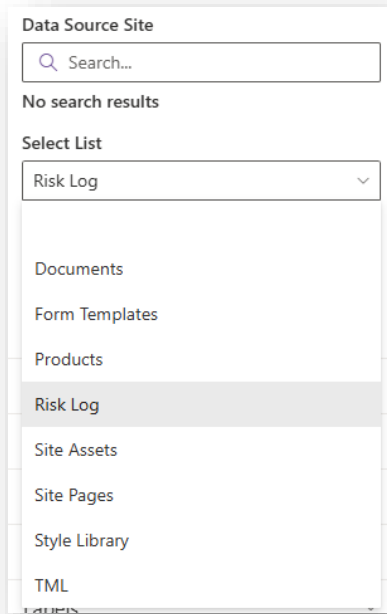 Data Source Site
Search...
No search results
Select List
Risk Log
Documents
Form Templates
Products
Risk Log
Site Assets
Site Pages
Style Library
TML
Labels